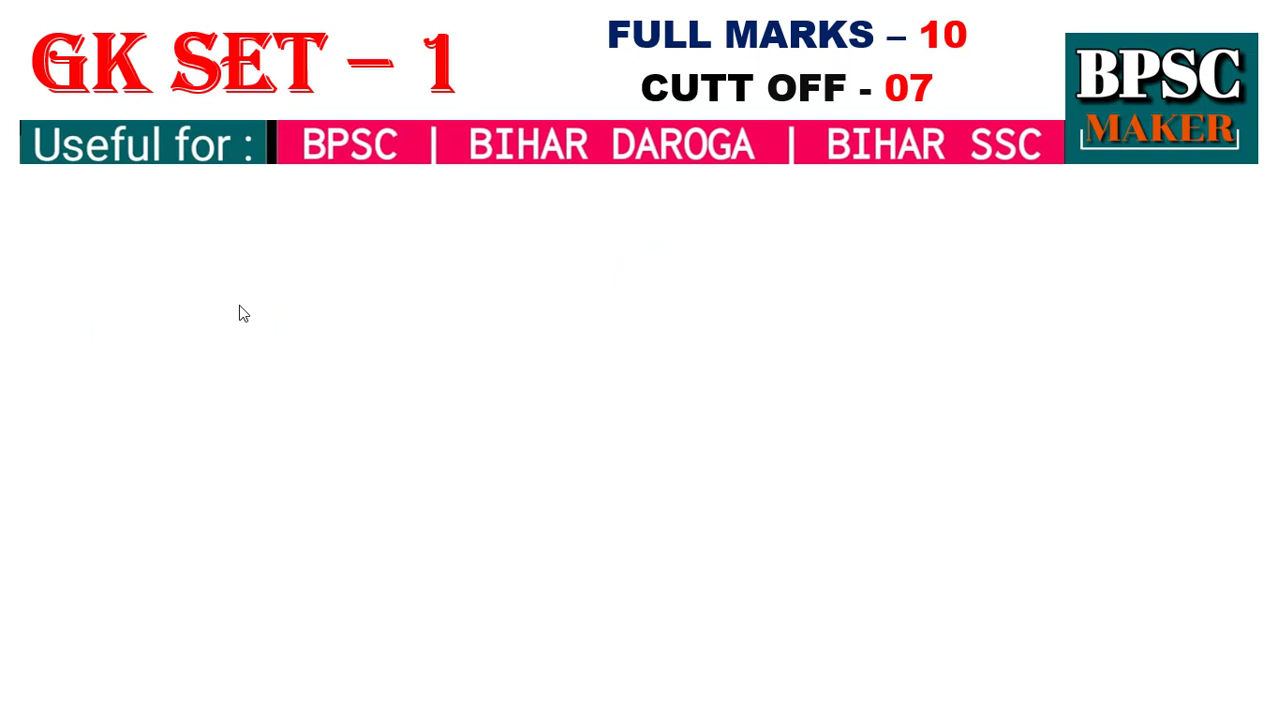 GK SET – 1
FULL MARKS – 10
CUTT OFF - 07
BPSC
MAKER
Useful for :
BPSC | BIHAR DAROGA | BIHAR SSC